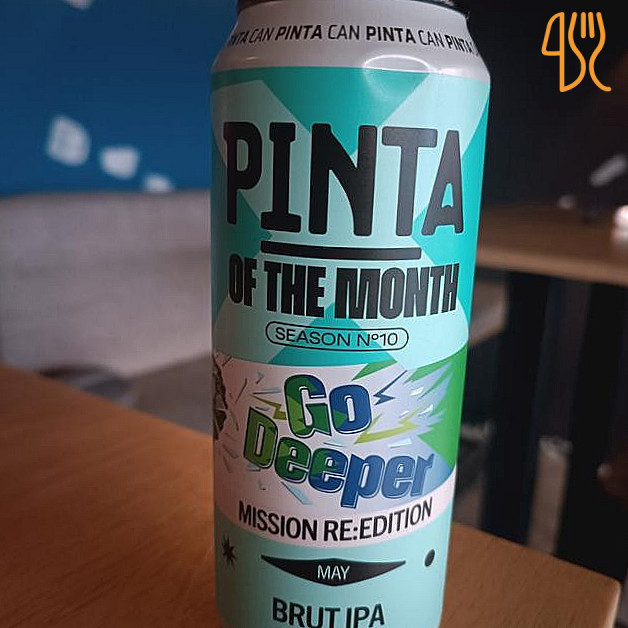 PINTA CAN PINTA CAN PINTA CAN PINTA
PINTA
OF THE MONTH
SEASON Nº10
Go
Deeper
MISSION RE:EDITION
MAY
BRUT IPA